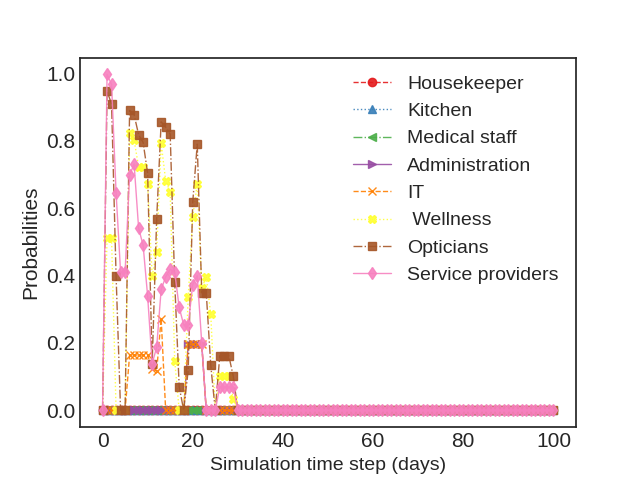 1.0
0.8
0.6
0.4
0.2
0.0
Probabilities
Housekeeper
Kitchen
Medical staff
Administration
IT
Wellness
Opticians
Service providers
0 20 40 60 80 100
Simulation time step (days)